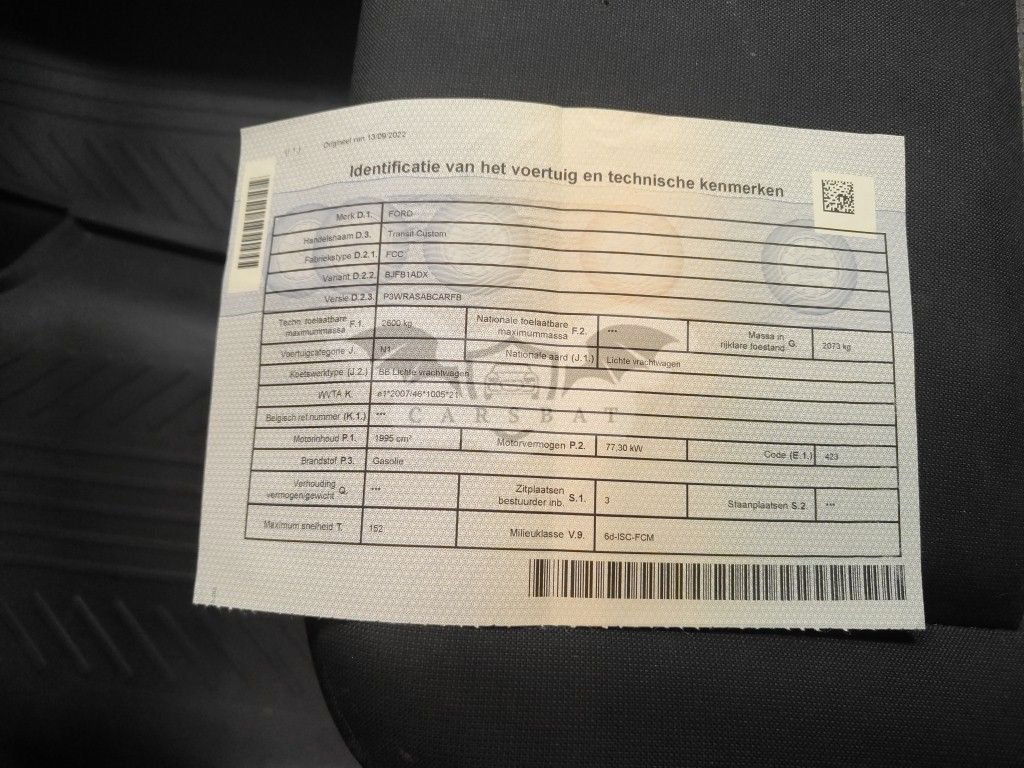 (I.1.) Origineel van 13/09/2022
Identificatie van het voertuig en technische kenmerken
Merk D.1. FORD
Handelsnaam D.3. Transit Custom
Fabriekstype D.2.1. FCC
Variant D.2.2. BJFB1ADX
Versie D.2.3. P3WRASABCARFB
Techn. toelaatbare maximummassa F.1. 2600 kg Nationale toelaatbare maximummassa F.2. *** Massa in rijklare toestand G. 2073 kg
Voertuigcategorie J. N1 Nationale aard (J.1.) Lichte vrachtwagen
Koetswerktype (J.2.) BB Lichte vrachtwagen
WVTA K. e1*2007/46*1005*21
CARSBAT
Belgisch ref.nummer (K.1.) ***
Motorinhoud P.1. 1995 cm³ Motorvermogen P.2. 77,30 kW Code (E.1.) 423
Brandstof P.3. Gasolie
Verhouding vermogen/gewicht Q. *** Zitplaatsen bestuurder inb. S.1. 3 Staanplaatsen S.2. ***
Maximum snelheid T. 152 Milieuklasse V.9. 6d-ISC-FCM